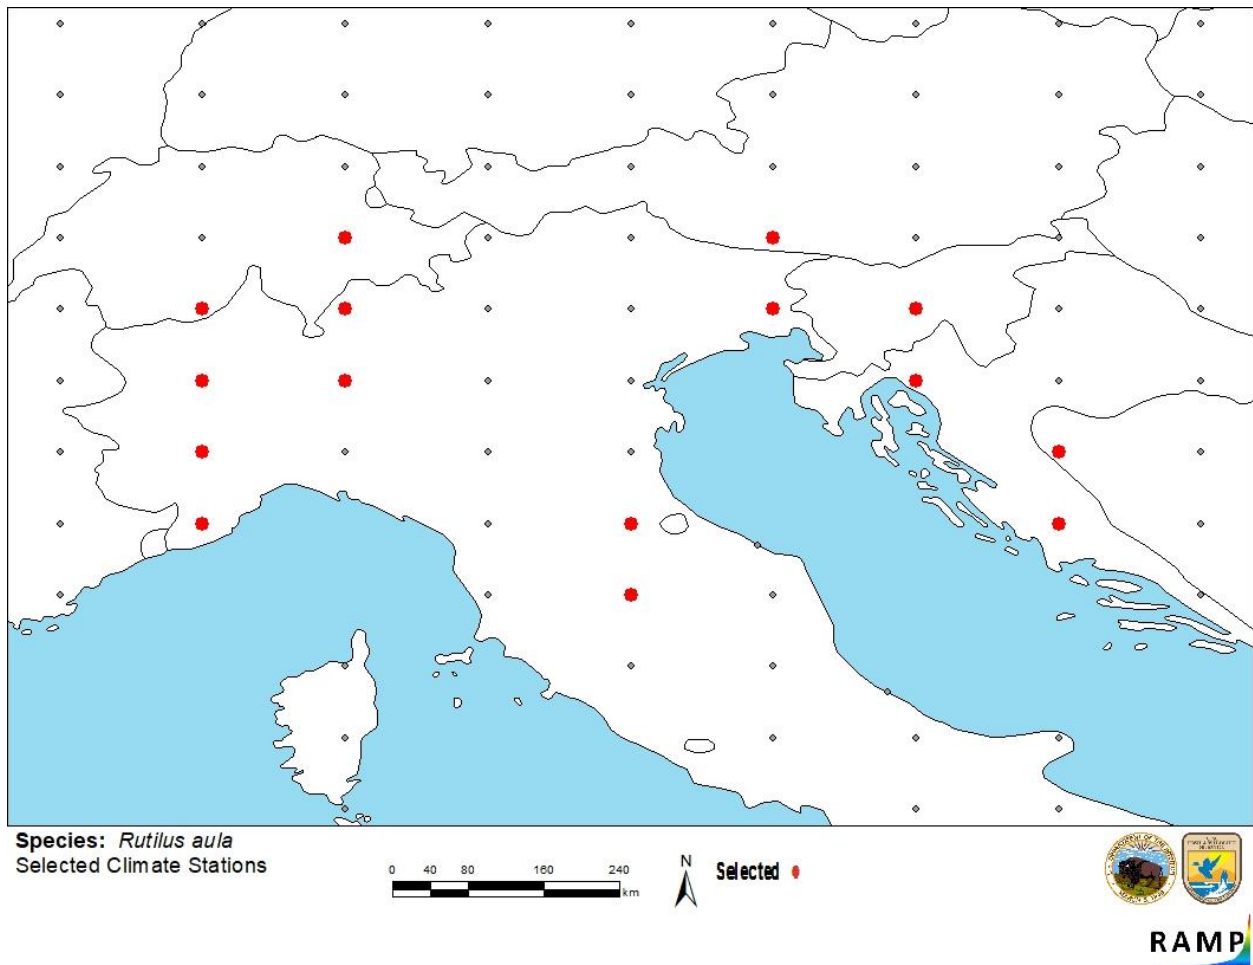 Species: Rutilus aula
Selected Climate Stations
0 40 80 160 240
km
N
Selected
RAMP